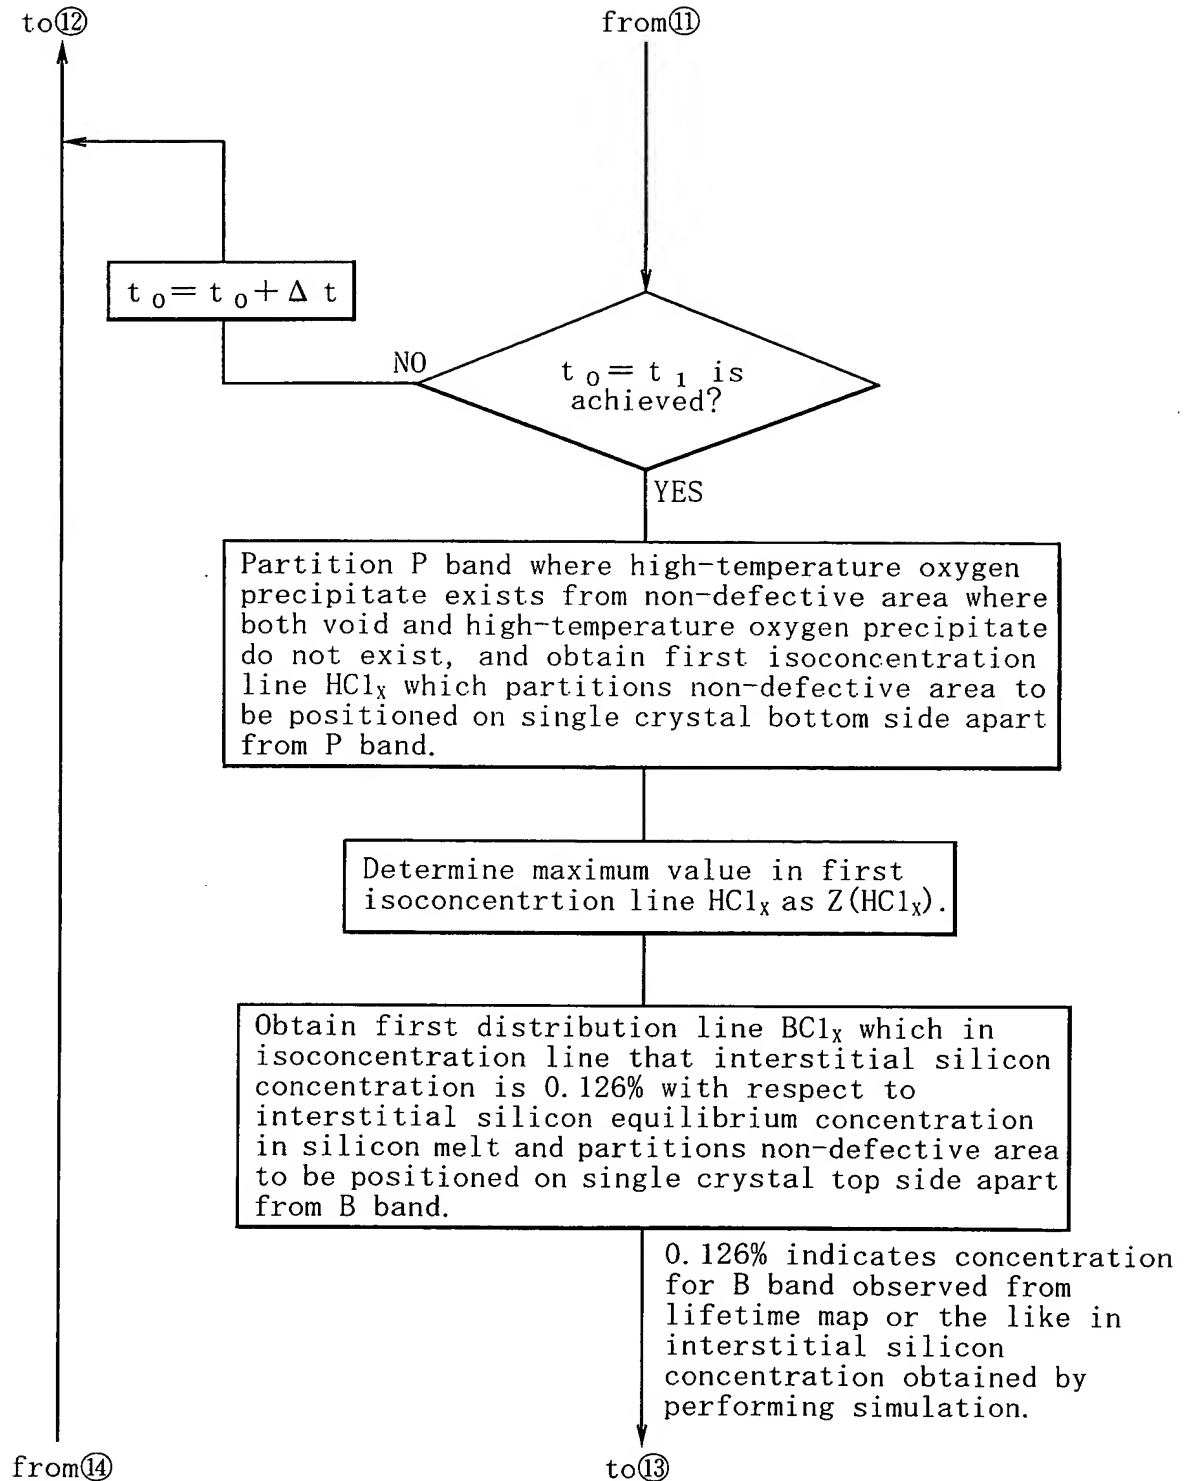 to⑫
from⑪
t₀=t₀+Δt
NO
t₀=t₁ is
achieved?
YES
Partition P band where high-temperature oxygen
precipitate exists from non-defective area where
both void and high-temperature oxygen precipitate
do not exist, and obtain first isoconcentration
line HC1ₓ which partitions non-defective area to
be positioned on single crystal bottom side apart
from P band.
Determine maximum value in first
isoconcentrtion line HC1ₓ as Z(HC1ₓ).
Obtain first distribution line BC1ₓ which in
isoconcentration line that interstitial silicon
concentration is 0.126% with respect to
interstitial silicon equilibrium concentration
in silicon melt and partitions non-defective area
to be positioned on single crystal top side apart
from B band.
0.126% indicates concentration
for B band observed from
lifetime map or the like in
interstitial silicon
concentration obtained by
performing simulation.
from⑭
to⑬